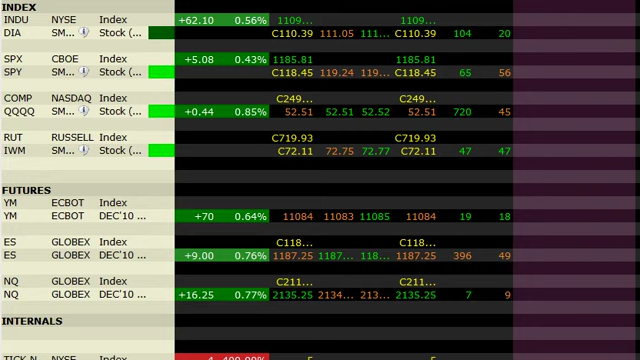 INDEX
INDU NYSE Index +62.10 0.56% 1109... 1109...
DIA SM... Stock (... C110.39 111.05 111... C110.39 104 20
SPX CBOE Index +5.08 0.43% 1185.81 1185.81
SPY SM... Stock (... C118.45 119.24 119... C118.45 65 56
COMP NASDAQ Index C249... C249...
QQQQ SM... Stock (... +0.44 0.85% 52.51 52.51 52.52 52.51 720 45
RUT RUSSELL Index C719.93 C719.93
IWM SM... Stock (... C72.11 72.75 72.77 C72.11 47 47
FUTURES
YM ECBOT Index
YM ECBOT DEC'10 ... +70 0.64% 11084 11083 11085 11084 19 18
ES GLOBEX Index C118... C118...
ES GLOBEX DEC'10 ... +9.00 0.76% 1187.25 1187... 118... 1187.25 396 49
NQ GLOBEX Index C211... C211...
NQ GLOBEX DEC'10 ... +16.25 0.77% 2135.25 2134... 213... 2135.25 7 9
INTERNALS
TICK-N NYSE Index